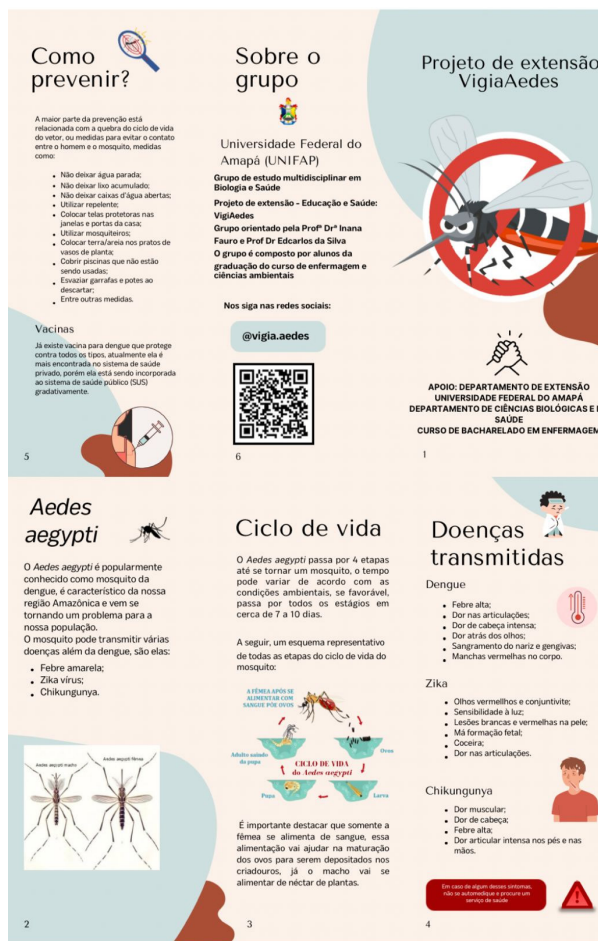 Como
prevenir?
A maior parte da prevenção está
relacionada com a quebra do ciclo de vida
do vetor, ou medidas para evitar o contato
entre o homem e o mosquito, medidas
como:
Não deixar água parada;
Não deixar lixo acumulado;
Não deixar caixas d'água abertas;
Utilizar repelente;
Colocar telas protetoras nas
janelas e portas da casa;
Utilizar mosquiteiros;
Colocar terra/areia nos pratos de
vasos de planta;
Cobrir piscinas que não estão
sendo usadas;
Esvaziar garrafas e potes ao
descartar;
Entre outras medidas.
Vacinas
Já existe vacina para dengue que protege
contra todos os tipos, atualmente ela é
mais encontrada no sistema de saúde
privado, porém ela está sendo incorporada
ao sistema de saúde público (SUS)
gradativamente.
5
Sobre o
grupo
Universidade Federal do
Amapá (UNIFAP)
Grupo de estudo multidisciplinar em
Biologia e Saúde
Projeto de extensão - Educação e Saúde:
VigiAedes
Grupo orientado pela Profª Drª Inana
Fauro e Prof Dr Edcarlos da Silva
O grupo é composto por alunos da
graduação do curso de enfermagem e
ciências ambientais
Nos siga nas redes sociais:
@vigia.aedes
6
Projeto de extensão
VigiaAedes
APOIO: DEPARTAMENTO DE EXTENSÃO
UNIVERSIDADE FEDERAL DO AMAPÁ
DEPARTAMENTO DE CIÊNCIAS BIOLÓGICAS E
SAÚDE
CURSO DE BACHARELADO EM ENFERMAGEM
1
Aedes
aegypti
O Aedes aegypti é popularmente
conhecido como mosquito da
dengue, é característico da nossa
região Amazônica e vem se
tornando um problema para a
nossa população.
O mosquito pode transmitir várias
doenças além da dengue, são elas:
Febre amarela;
Zika vírus;
Chikungunya.
Aedes aegypti macho
Aedes aegypti fêmea
2
Ciclo de vida
O Aedes aegypti passa por 4 etapas
até se tornar um mosquito, o tempo
pode variar de acordo com as
condições ambientais, se favorável,
passa por todos os estágios em
cerca de 7 a 10 dias.
A seguir, um esquema representativo
de todas as etapas do ciclo de vida do
mosquito:
A FÊMEA APÓS SE
ALIMENTAR COM
SANGUE PÕE OVOS
Adulto saindo
da pupa
Ovos
CICLO DE VIDA
do Aedes aegypti
Pupa
Larva
É importante destacar que somente a
fêmea se alimenta de sangue, essa
alimentação vai ajudar na maturação
dos ovos para serem depositados nos
criadouros, já o macho vai se
alimentar de néctar de plantas.
3
Doenças
transmitidas
Dengue
Febre alta;
Dor nas articulações;
Dor de cabeça intensa;
Dor atrás dos olhos;
Sangramento do nariz e gengivas;
Manchas vermelhas no corpo.
Zika
Olhos vermellhos e conjuntivite;
Sensibilidade à luz;
Lesões brancas e vermelhas na pele;
Má formação fetal;
Coceira;
Dor nas articulações.
Chikungunya
Dor muscular;
Dor de cabeça;
Febre alta;
Dor articular intensa nos pés e nas
mãos.
Em caso de algum desses sintomas,
não se automedique e procure um
serviço de saúde
4